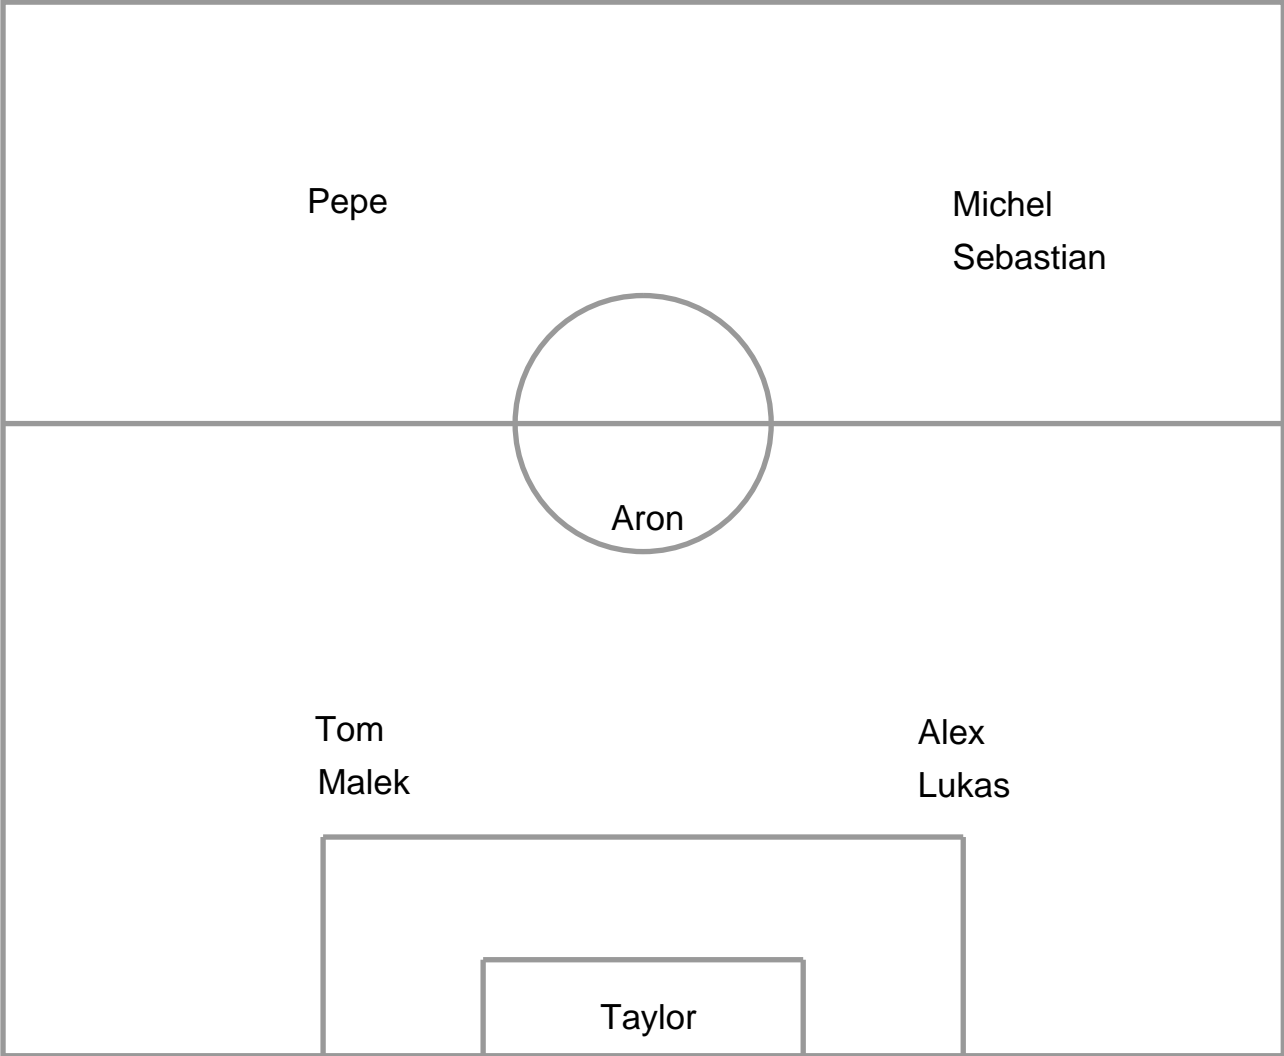 Pepe
Michel
Sebastian
Aron
Tom
Malek
Alex
Lukas
Taylor